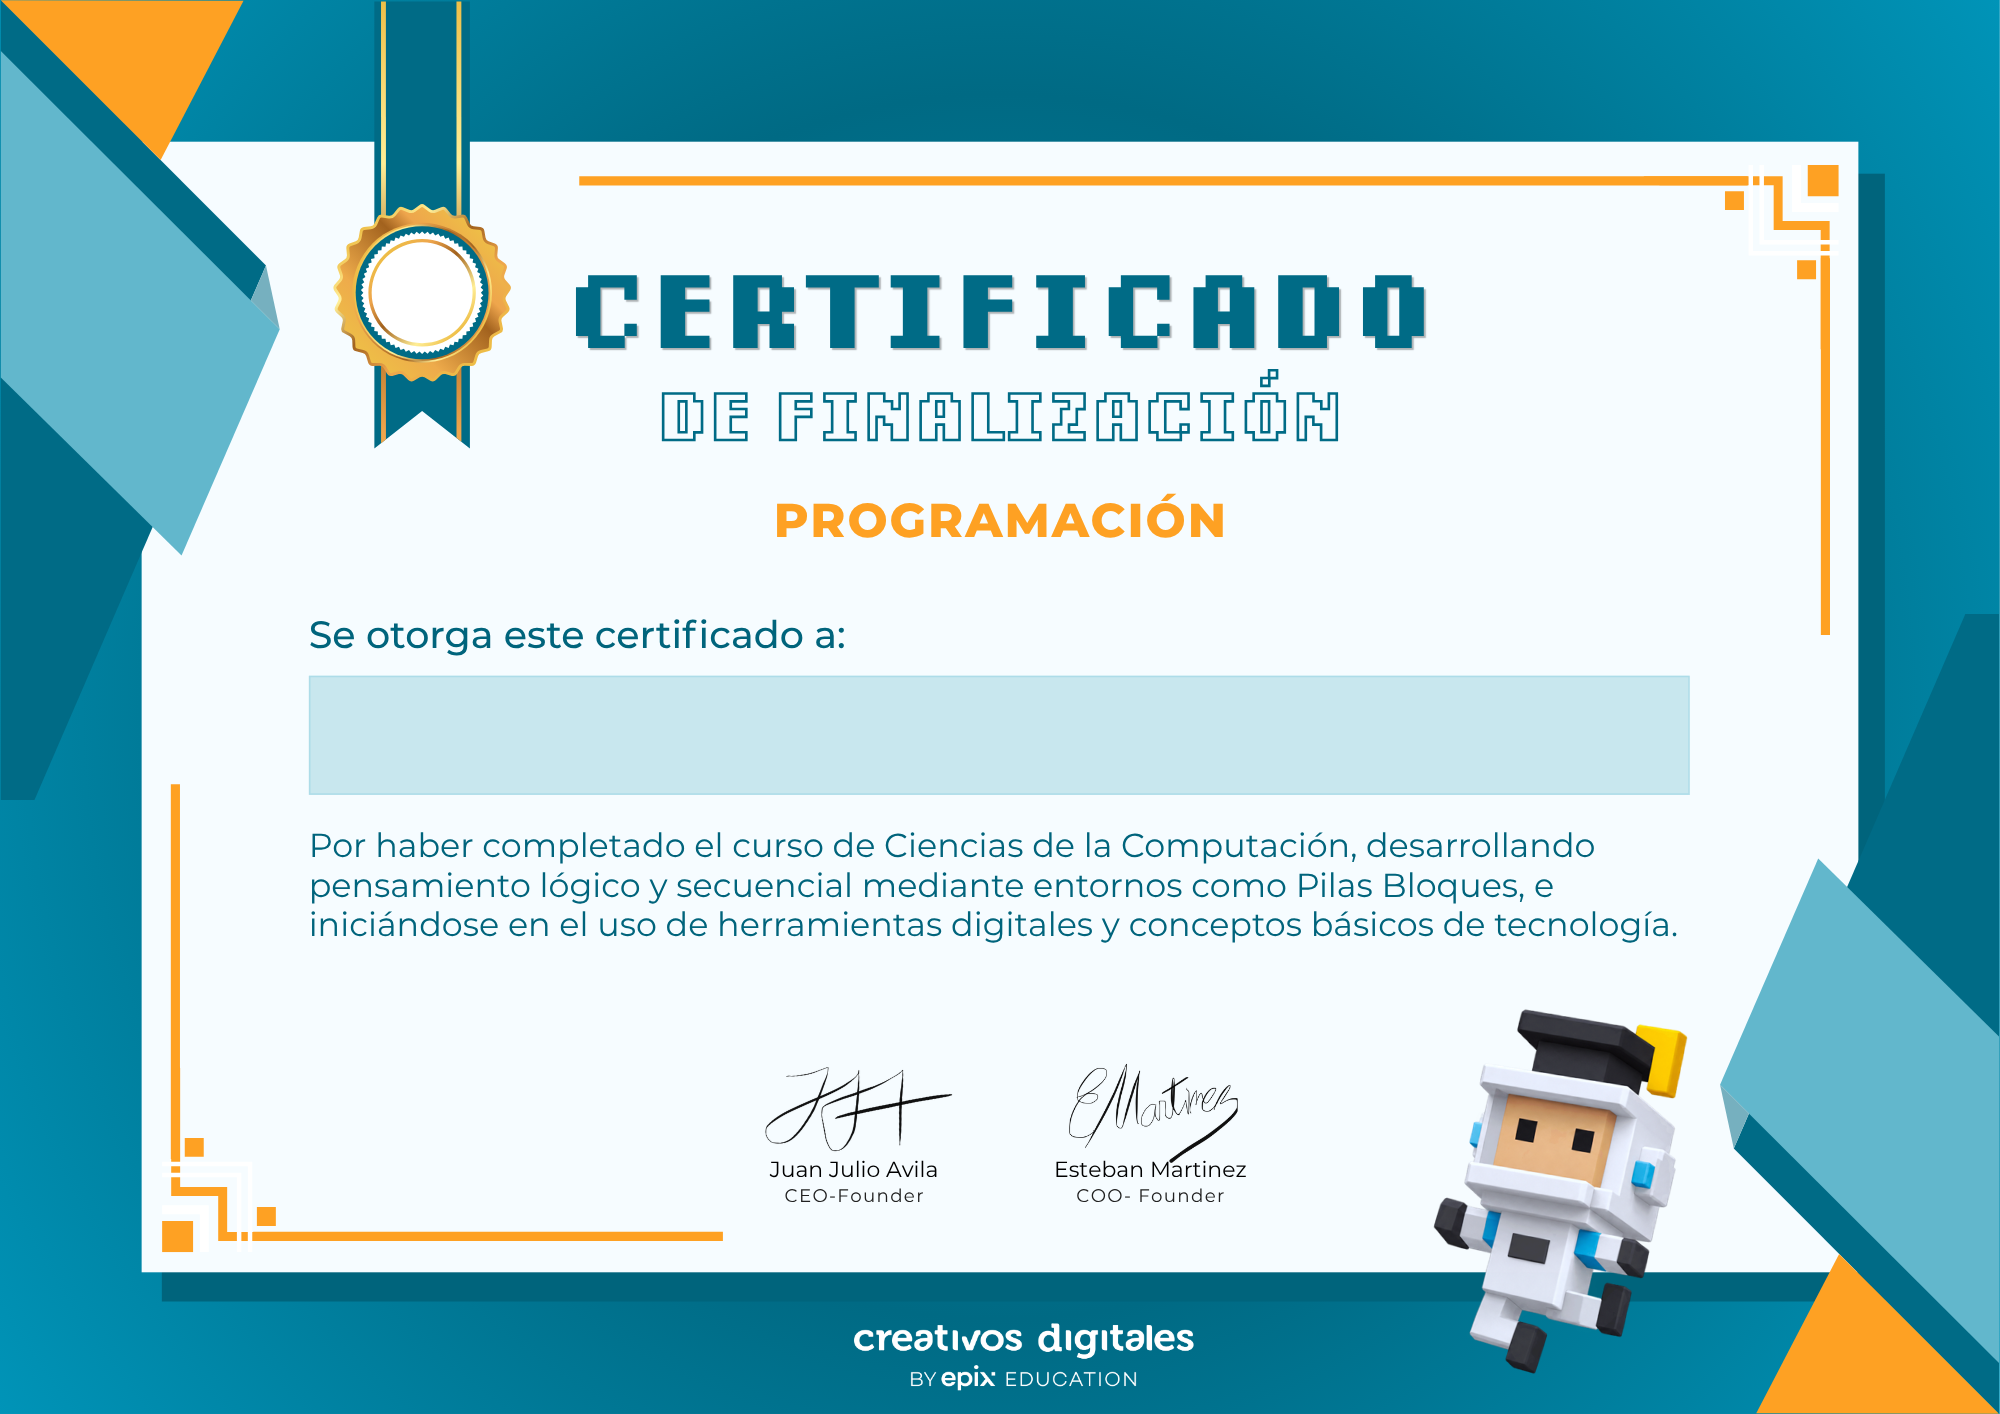 CERTIFICADO
DE FINALIZACIÓN
PROGRAMACIÓN
Se otorga este certificado a:
Por haber completado el curso de Ciencias de la Computación, desarrollando
pensamiento lógico y secuencial mediante entornos como Pilas Bloques, e
iniciándose en el uso de herramientas digitales y conceptos básicos de tecnología.
E Martinez
Juan Julio Avila
CEO-Founder
Esteban Martinez
COO- Founder
creativos digitales
BY epix EDUCATION